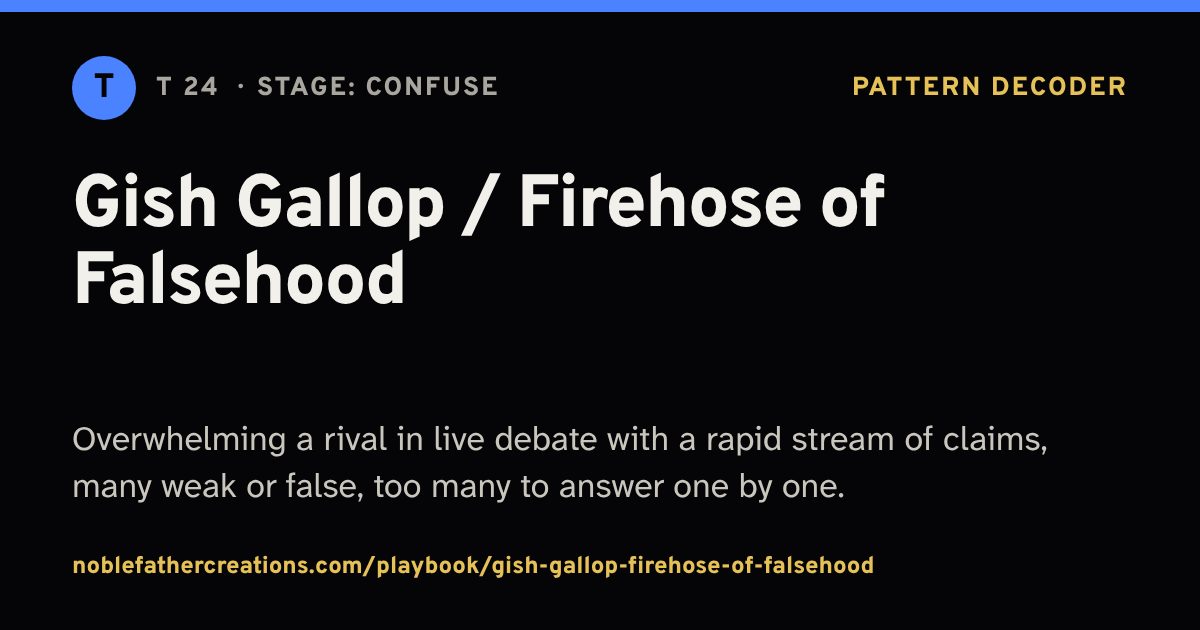 T
T 24 · STAGE: CONFUSE
PATTERN DECODER
Gish Gallop / Firehose of
Falsehood
Overwhelming a rival in live debate with a rapid stream of claims,
many weak or false, too many to answer one by one.
noblefathercreations.com/playbook/gish-gallop-firehose-of-falsehood